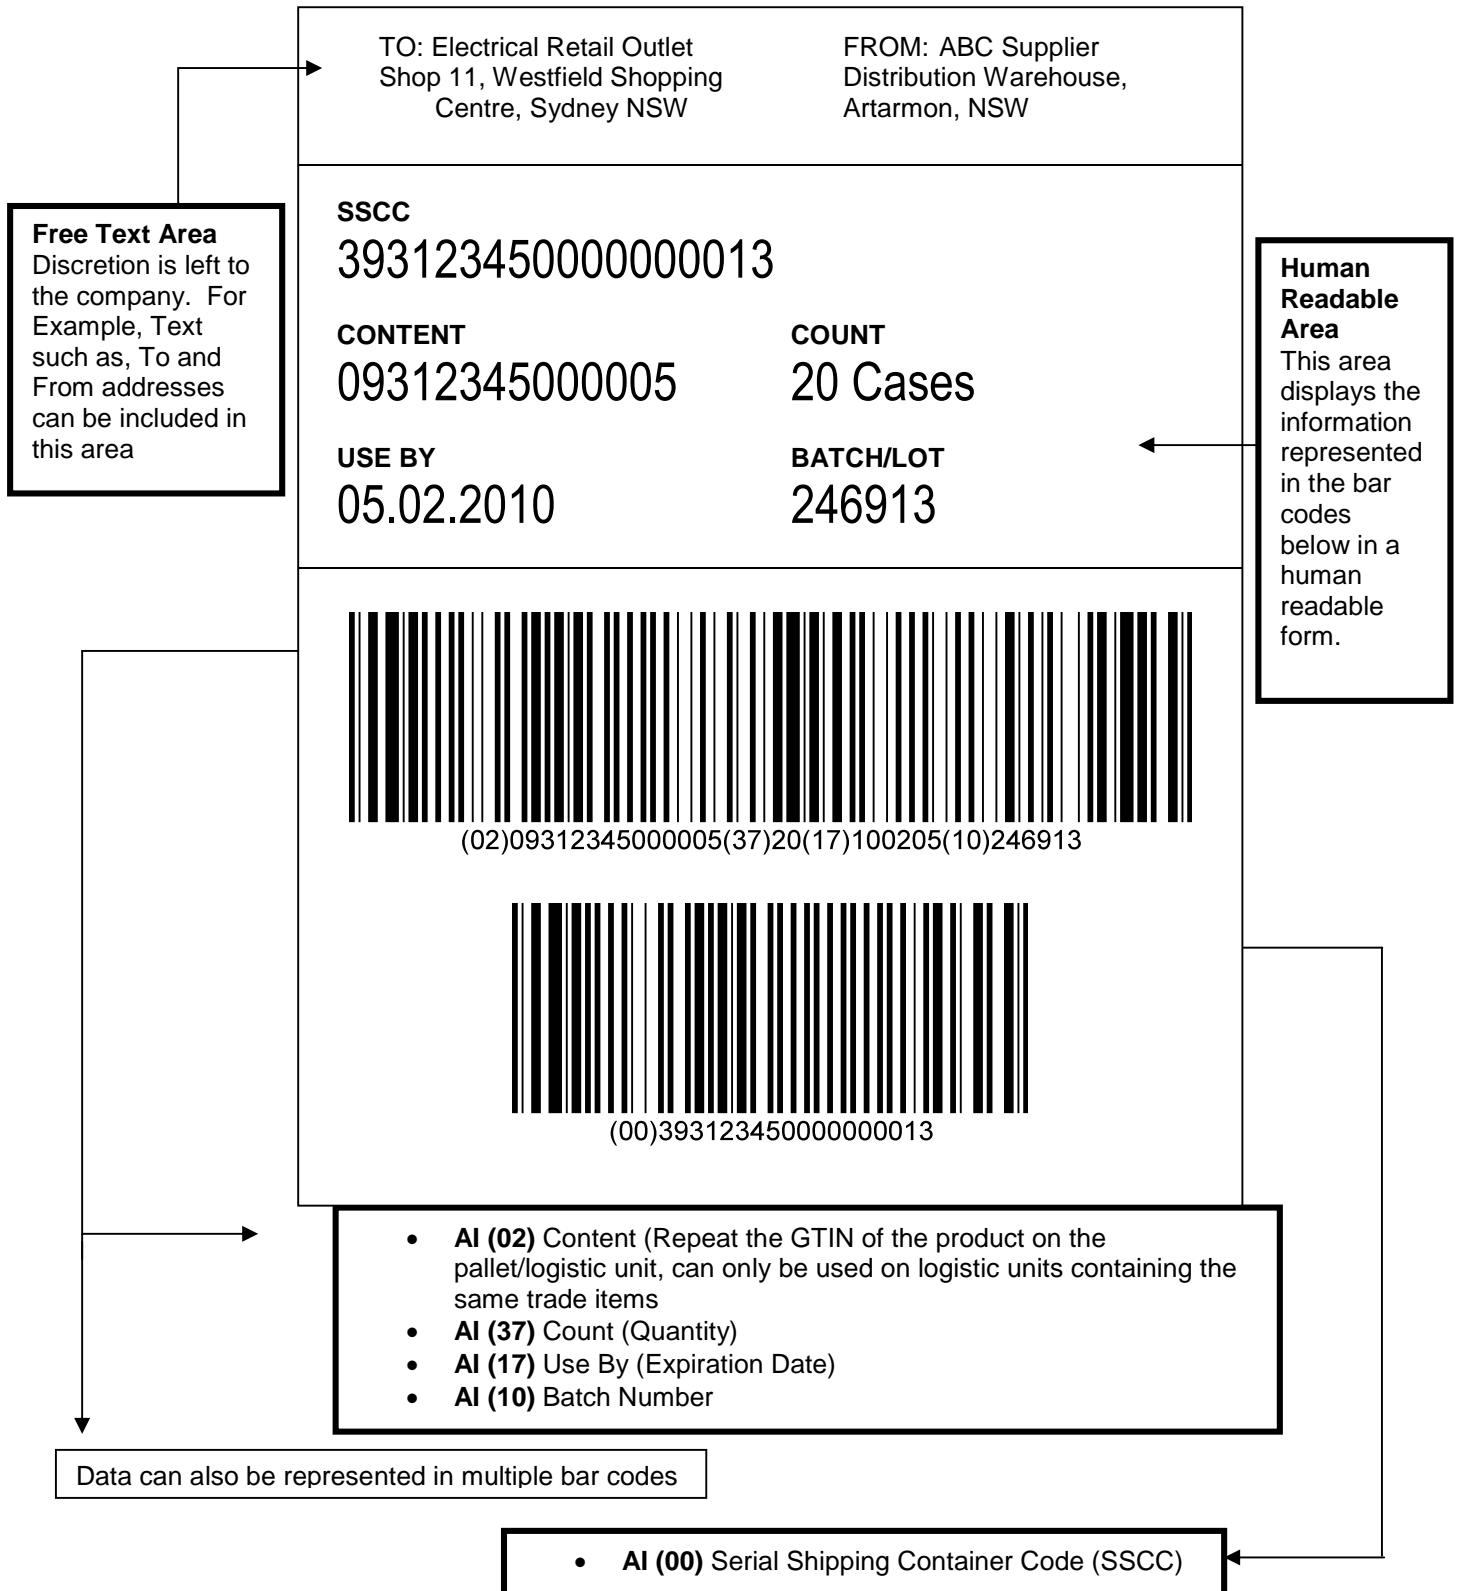 TO: Electrical Retail Outlet
Shop 11, Westfield Shopping
Centre, Sydney NSW
FROM: ABC Supplier
Distribution Warehouse,
Artarmon, NSW
Free Text Area
Discretion is left to
the company. For
Example, Text
such as, To and
From addresses
can be included in
this area
SSCC
393123450000000013
CONTENT
09312345000005
COUNT
20 Cases
USE BY
05.02.2010
BATCH/LOT
246913
Human
Readable
Area
This area
displays the
information
represented
in the bar
codes
below in a
human
readable
form.
(02)09312345000005(37)20(17)100205(10)246913
(00)393123450000000013
• AI (02) Content (Repeat the GTIN of the product on the
pallet/logistic unit, can only be used on logistic units containing the
same trade items
• AI (37) Count (Quantity)
• AI (17) Use By (Expiration Date)
• AI (10) Batch Number
Data can also be represented in multiple bar codes
• AI (00) Serial Shipping Container Code (SSCC)